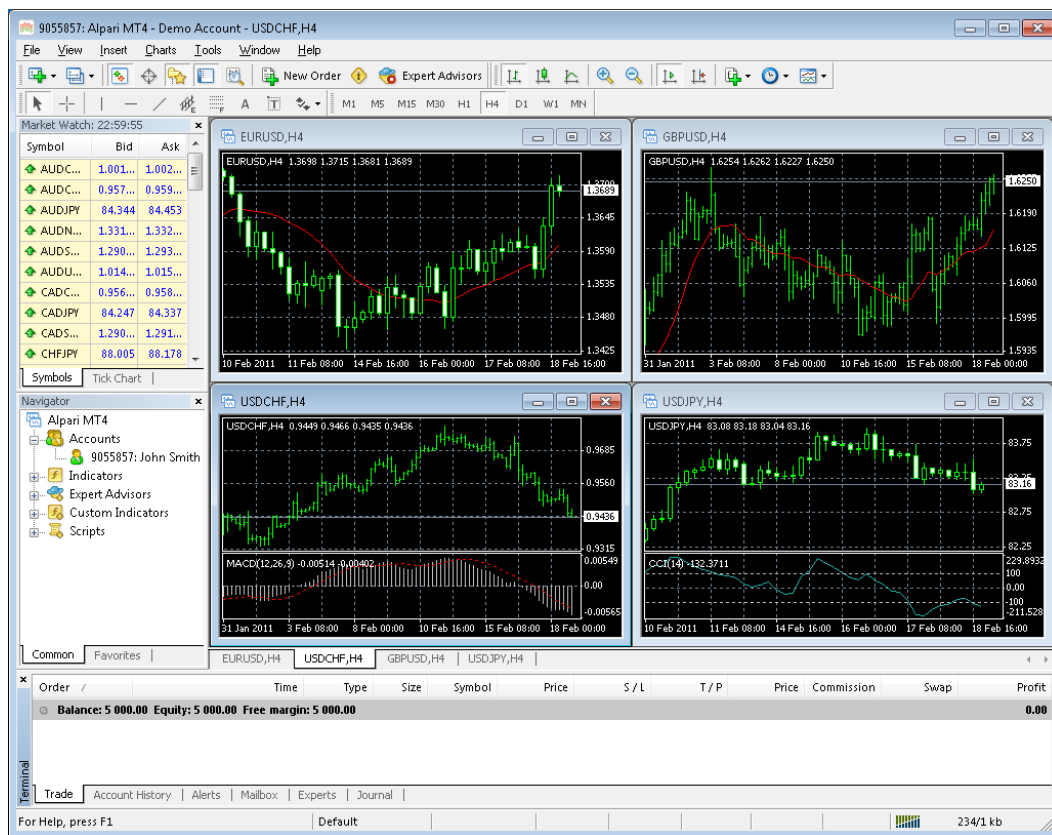 9055857: Alpari MT4 - Demo Account - USDCHF,H4
File View Insert Charts Tools Window Help
New Order Expert Advisors
A T M1 M5 M15 M30 H1 H4 D1 W1 MN
Market Watch: 22:59:55
Symbol Bid Ask
AUDC... 1.001... 1.002...
AUDC... 0.957... 0.959...
AUDJPY 84.344 84.453
AUDN... 1.331... 1.332...
AUDS... 1.290... 1.293...
AUDU... 1.014... 1.015...
CADC... 0.956... 0.958...
CADJPY 84.247 84.337
CADS... 1.290... 1.291...
CHFJPY 88.005 88.178
Symbols Tick Chart
Navigator
Alpari MT4
Accounts
9055857: John Smith
Indicators
Expert Advisors
Custom Indicators
Scripts
Common Favorites
EURUSD,H4
EURUSD,H4 1.3698 1.3715 1.3681 1.3689
1.3700
1.3689
1.3645
1.3590
1.3535
1.3480
1.3425
10 Feb 2011 11 Feb 08:00 14 Feb 16:00 16 Feb 00:00 17 Feb 08:00 18 Feb 16:00
GBPUSD,H4
GBPUSD,H4 1.6254 1.6262 1.6227 1.6250
1.6250
1.6190
1.6125
1.6060
1.5995
1.5935
31 Jan 2011 3 Feb 08:00 8 Feb 00:00 10 Feb 16:00 15 Feb 08:00 18 Feb 00:00
USDCHF,H4
USDCHF,H4 0.9449 0.9466 0.9435 0.9436
0.9685
0.9560
0.9436
0.9315
MACD(12,26,9) -0.00514 -0.00402
0.00549
0.00
-0.00565
31 Jan 2011 3 Feb 08:00 8 Feb 00:00 10 Feb 16:00 15 Feb 08:00 18 Feb 00:00
USDJPY,H4
USDJPY,H4 83.08 83.18 83.04 83.16
83.75
83.25
83.16
82.75
82.25
CCI(14) -132.3711
229.8932
100
0.00
-100
-211.528
10 Feb 2011 11 Feb 08:00 14 Feb 16:00 16 Feb 00:00 17 Feb 08:00 18 Feb 16:00
EURUSD,H4 USDCHF,H4 GBPUSD,H4 USDJPY,H4
Order / Time Type Size Symbol Price S / L T / P Price Commission Swap Profit
Balance: 5 000.00 Equity: 5 000.00 Free margin: 5 000.00 0.00
Terminal
Trade Account History Alerts Mailbox Experts Journal
For Help, press F1 Default 234/1 kb